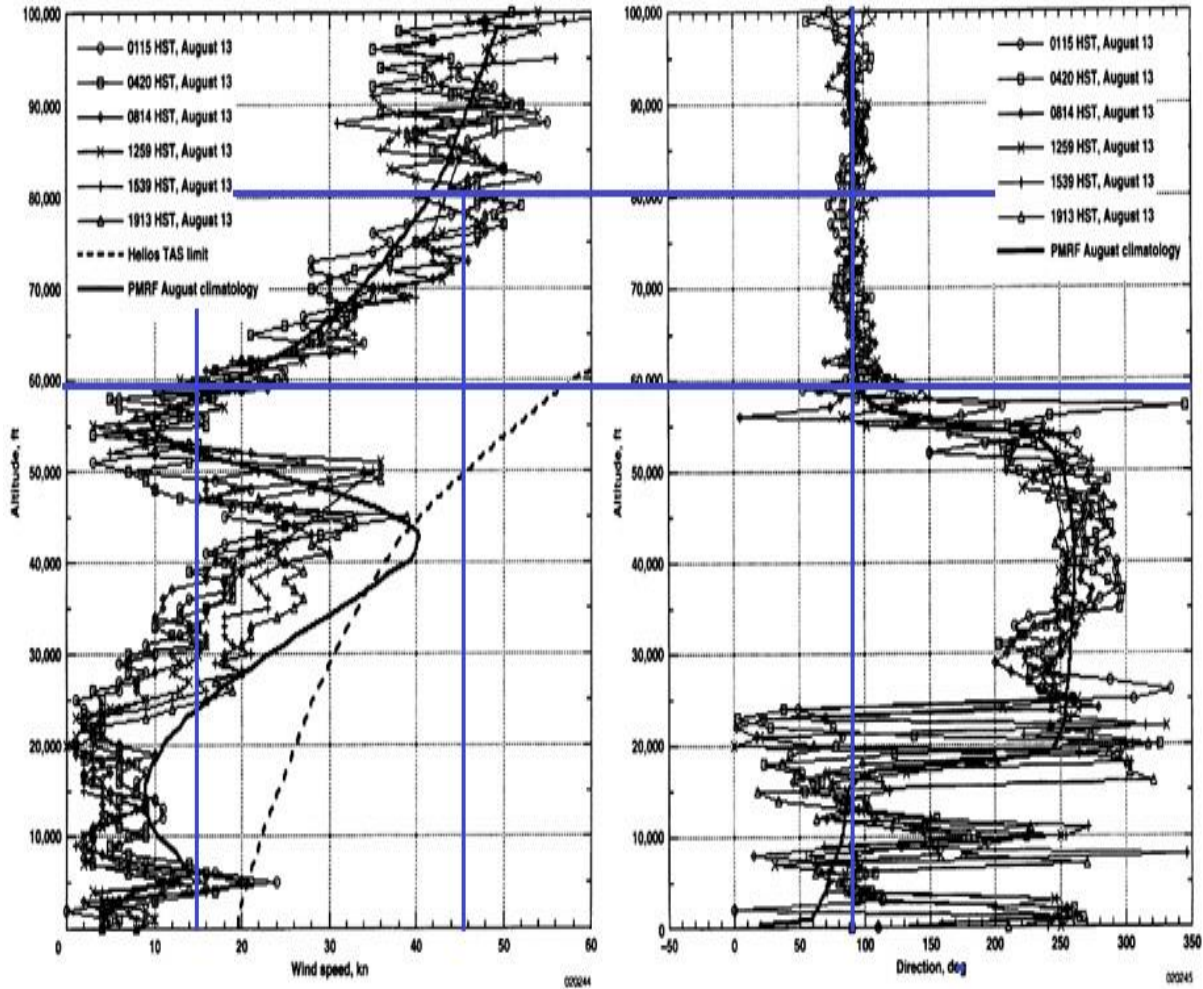 100,000
90,000
80,000
70,000
60,000
50,000
40,000
30,000
20,000
10,000
Altitude, ft
0115 HST, August 13
0420 HST, August 13
0814 HST, August 13
1259 HST, August 13
1539 HST, August 13
1913 HST, August 13
Helios TAS limit
PMRF August climatology
0 10 20 30 40 50 60
Wind speed, kn
020244
100,000
90,000
80,000
70,000
60,000
50,000
40,000
30,000
20,000
10,000
0
Altitude, ft
0115 HST, August 13
0420 HST, August 13
0814 HST, August 13
1259 HST, August 13
1539 HST, August 13
1913 HST, August 13
PMRF August climatology
-50 0 50 100 150 200 250 300 350
Direction, deg
020245